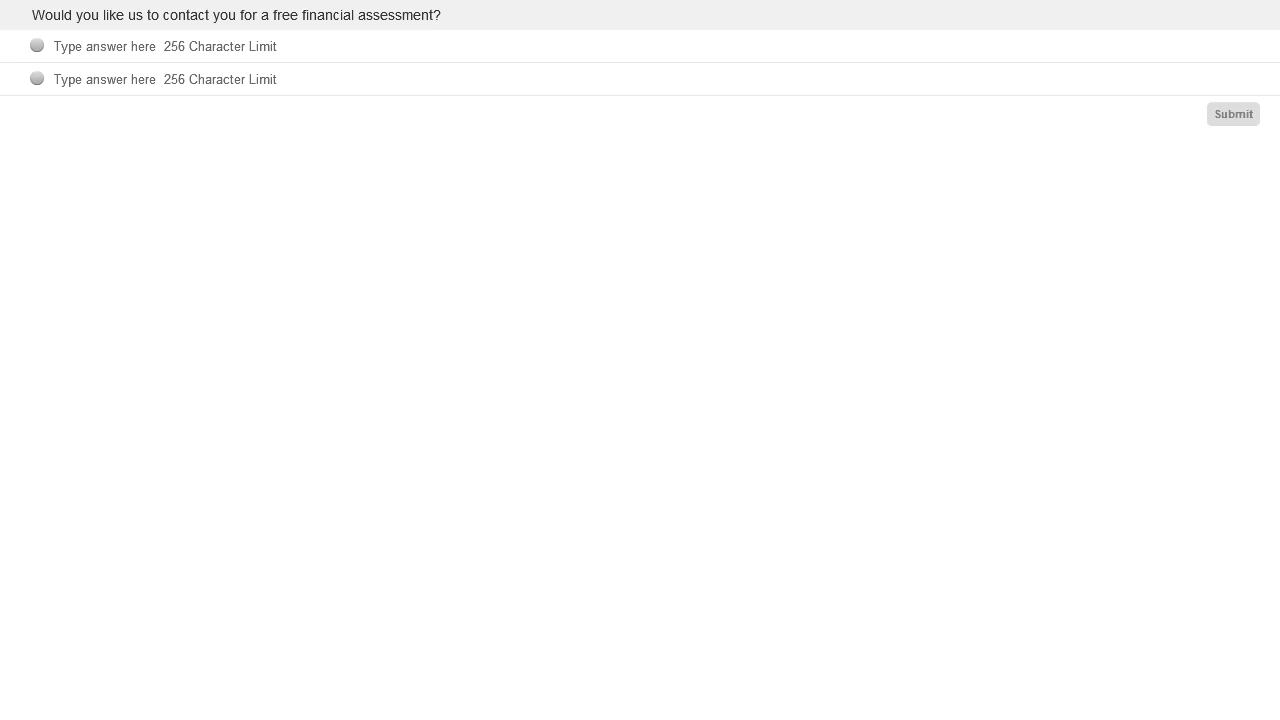 Would you like us to contact you for a free financial assessment?
Type answer here  256 Character Limit
Type answer here  256 Character Limit
Submit